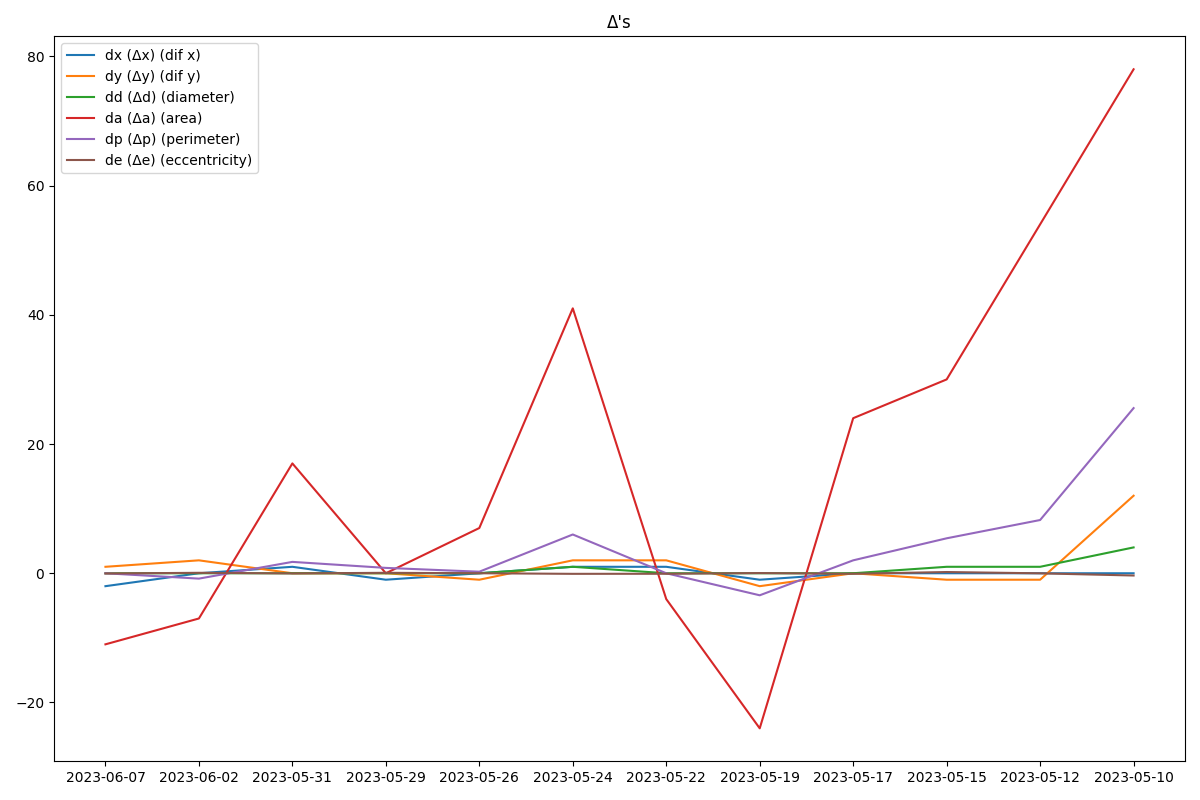 Δ's
dx (Δx) (dif x)
dy (Δy) (dif y)
dd (Δd) (diameter)
da (Δa) (area)
dp (Δp) (perimeter)
de (Δe) (eccentricity)
80
60
40
20
0
−20
2023-06-07 2023-06-02 2023-05-31 2023-05-29 2023-05-26 2023-05-24 2023-05-22 2023-05-19 2023-05-17 2023-05-15 2023-05-12 2023-05-10